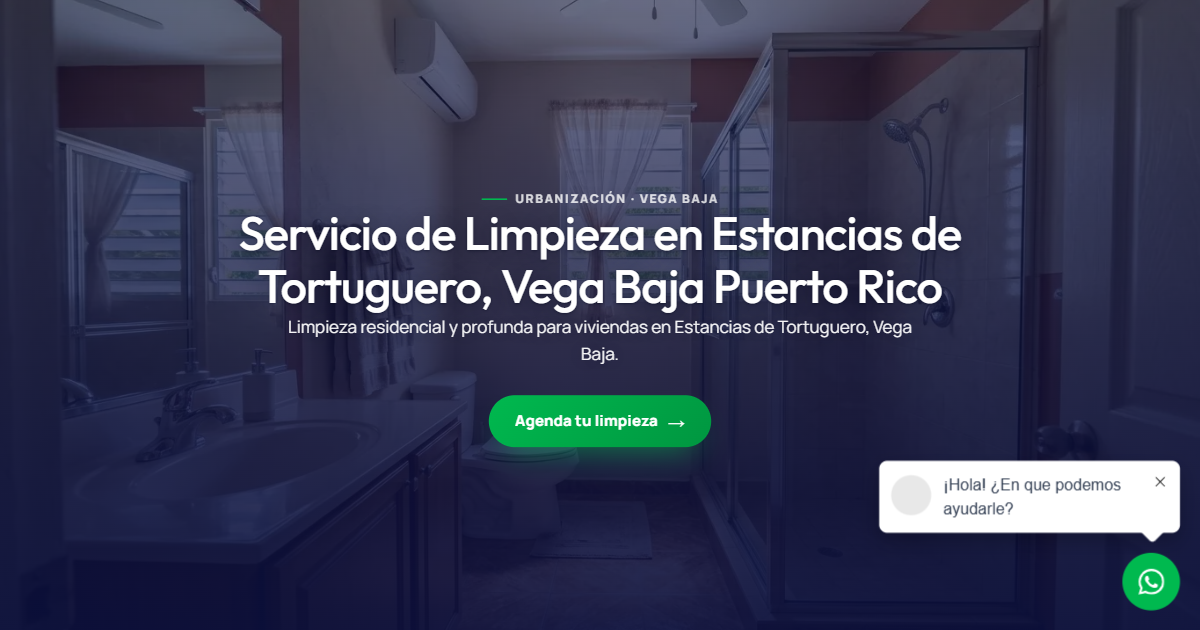 URBANIZACIÓN · VEGA BAJA
Servicio de Limpieza en Estancias de
Tortuguero, Vega Baja Puerto Rico
Limpieza residencial y profunda para viviendas en Estancias de Tortuguero, Vega
Baja.
Agenda tu limpieza →
¡Hola! ¿En que podemos
ayudarle?